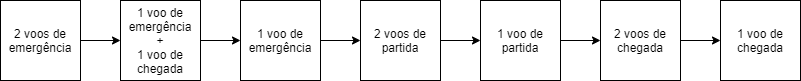 2 voos de
emergência
1 voo de
emergência
+
1 voo de
chegada
1 voo de
emergência
2 voos de
partida
1 voo de
partida
2 voos de
chegada
1 voo de
chegada